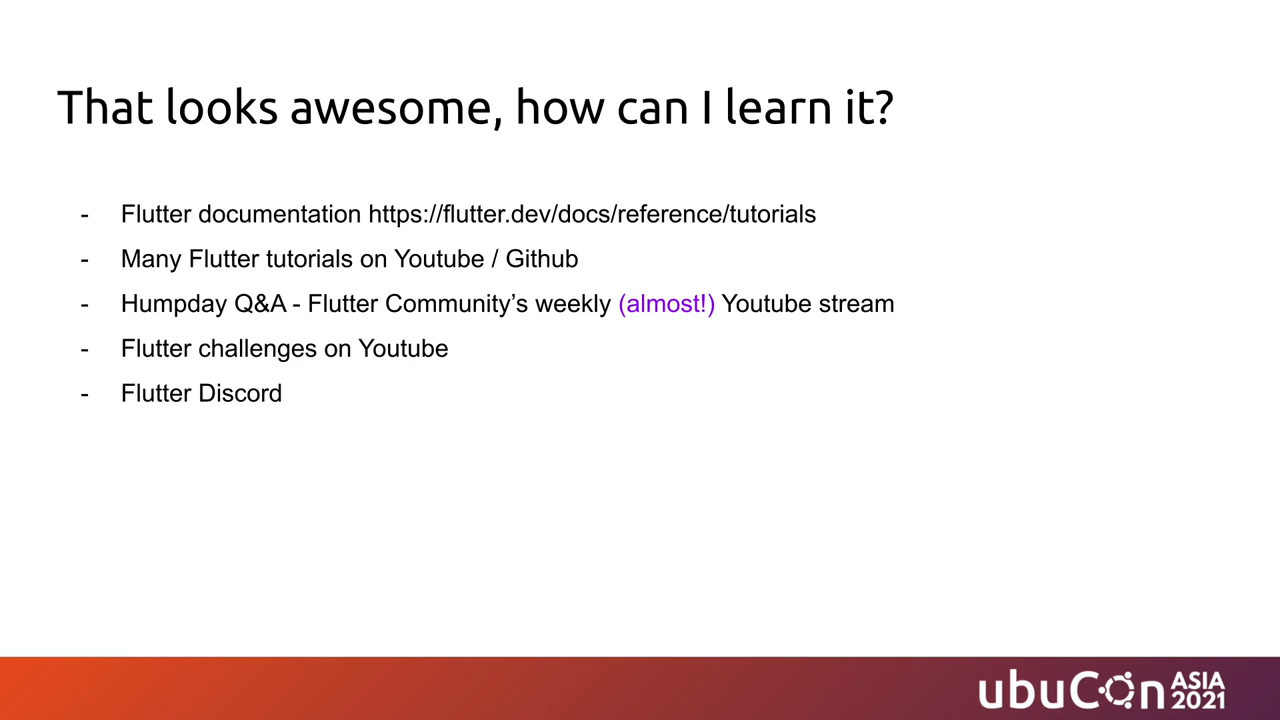 That looks awesome, how can I learn it?
- Flutter documentation https://flutter.dev/docs/reference/tutorials
- Many Flutter tutorials on Youtube / Github
- Humpday Q&A - Flutter Community’s weekly (almost!) Youtube stream
- Flutter challenges on Youtube
- Flutter Discord
ubuCon ASIA
2021